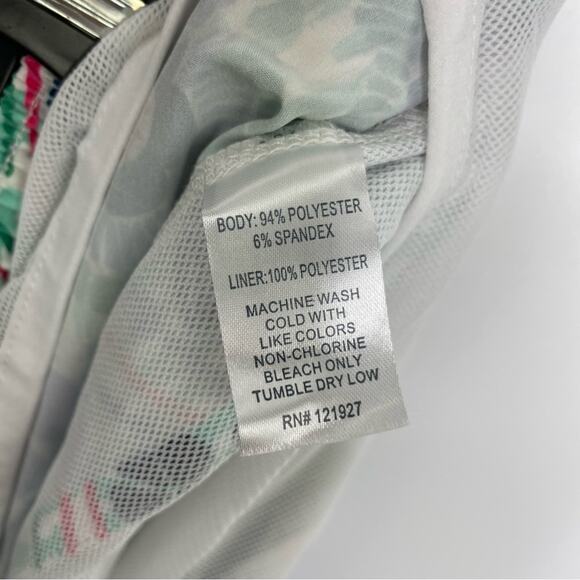 BODY: 94% POLYESTER
6% SPANDEX
LINER:100% POLYESTER
MACHINE WASH
COLD WITH
LIKE COLORS
NON-CHLORINE
BLEACH ONLY
TUMBLE DRY LOW
RN# 121927